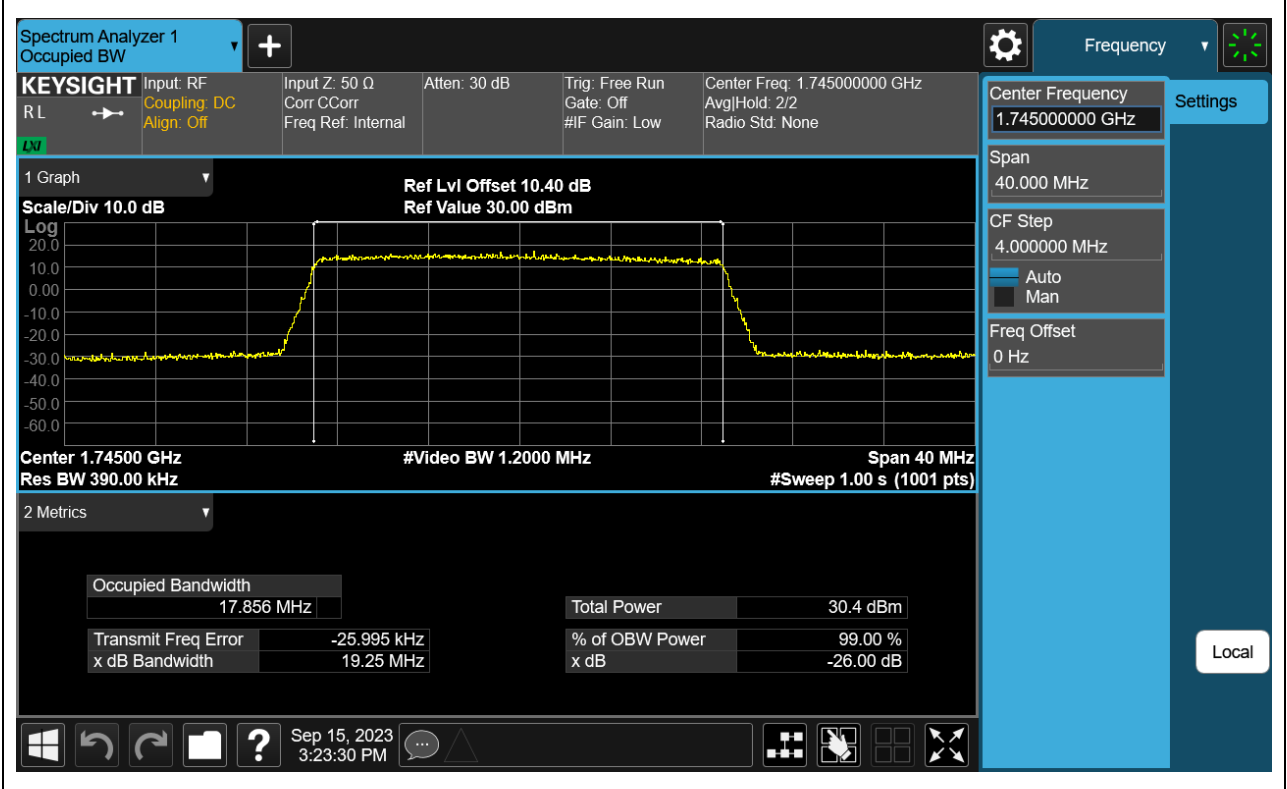 Spectrum Analyzer 1
Occupied BW
Frequency
KEYSIGHT
R L
LXI
Input: RF
Coupling: DC
Align: Off
Input Z: 50 Ω
Corr CCorr
Freq Ref: Internal
Atten: 30 dB
Trig: Free Run
Gate: Off
#IF Gain: Low
Center Freq: 1.745000000 GHz
Avg|Hold: 2/2
Radio Std: None
Center Frequency
1.745000000 GHz
Settings
Span
40.000 MHz
CF Step
4.000000 MHz
Auto
Man
Freq Offset
0 Hz
Local
1 Graph
Scale/Div 10.0 dB
Ref Lvl Offset 10.40 dB
Ref Value 30.00 dBm
Log
20.0
10.0
0.00
-10.0
-20.0
-30.0
-40.0
-50.0
-60.0
Center 1.74500 GHz
#Video BW 1.2000 MHz
Span 40 MHz
Res BW 390.00 kHz
#Sweep 1.00 s (1001 pts)
2 Metrics
Occupied Bandwidth
17.856 MHz
Total Power 30.4 dBm
Transmit Freq Error -25.995 kHz
% of OBW Power 99.00 %
x dB Bandwidth 19.25 MHz
x dB -26.00 dB
?
Sep 15, 2023
3:23:30 PM